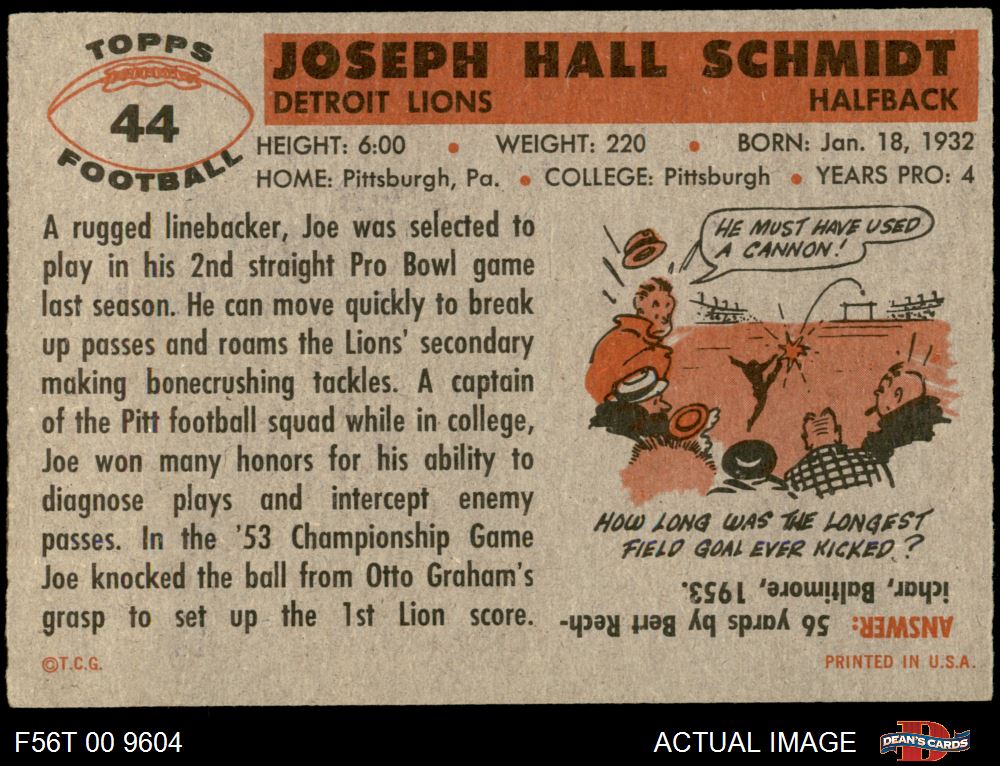 TOPPS
44
FOOTBALL
JOSEPH HALL SCHMIDT
DETROIT LIONS HALFBACK
HEIGHT: 6:00 • WEIGHT: 220 • BORN: Jan. 18, 1932
HOME: Pittsburgh, Pa. • COLLEGE: Pittsburgh • YEARS PRO: 4
A rugged linebacker, Joe was selected to
play in his 2nd straight Pro Bowl game
last season. He can move quickly to break
up passes and roams the Lions' secondary
making bonecrushing tackles. A captain
of the Pitt football squad while in college,
Joe won many honors for his ability to
diagnose plays and intercept enemy
passes. In the '53 Championship Game
Joe knocked the ball from Otto Graham's
grasp to set up the 1st Lion score.
HE MUST HAVE USED
A CANNON!
HOW LONG WAS THE LONGEST
FIELD GOAL EVER KICKED?
ANSWER: 56 yards by Bert Rech-
ichar, Baltimore, 1953.
©T.C.G.
PRINTED IN U.S.A.
F56T 00 9604
ACTUAL IMAGE
D
DEAN'S CARDS